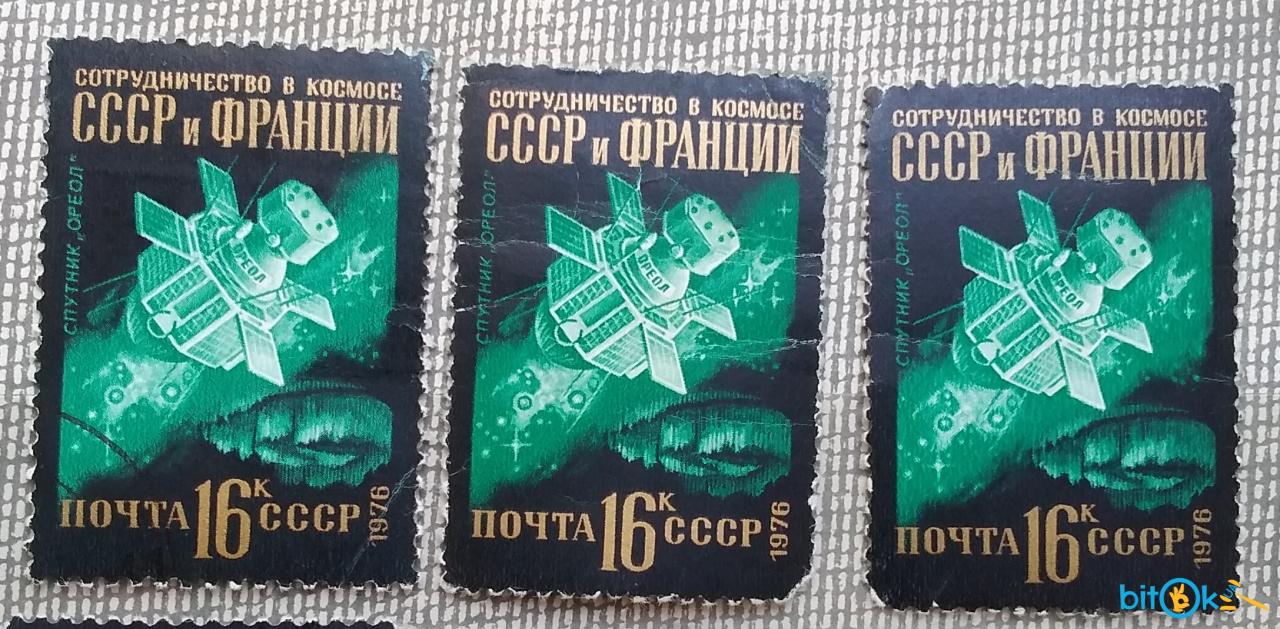 СОТРУДНИЧЕСТВО В КОСМОСЕ
СССР и ФРАНЦИИ
СПУТНИК „ОРЕОЛ"
ОРЕОЛ
ПОЧТА 16К СССР
1976
СОТРУДНИЧЕСТВО В КОСМОСЕ
СССР и ФРАНЦИИ
СПУТНИК „ОРЕОЛ"
ОРЕОЛ
ПОЧТА 16К СССР
1976
СОТРУДНИЧЕСТВО В КОСМОСЕ
СССР и ФРАНЦИИ
СПУТНИК „ОРЕОЛ"
ОРЕОЛ
ПОЧТА 16К СССР
1976